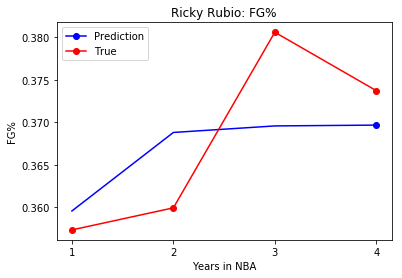 Ricky Rubio: FG%
Prediction
True
0.380
0.375
0.370
0.365
0.360
FG%
1 2 3 4
Years in NBA